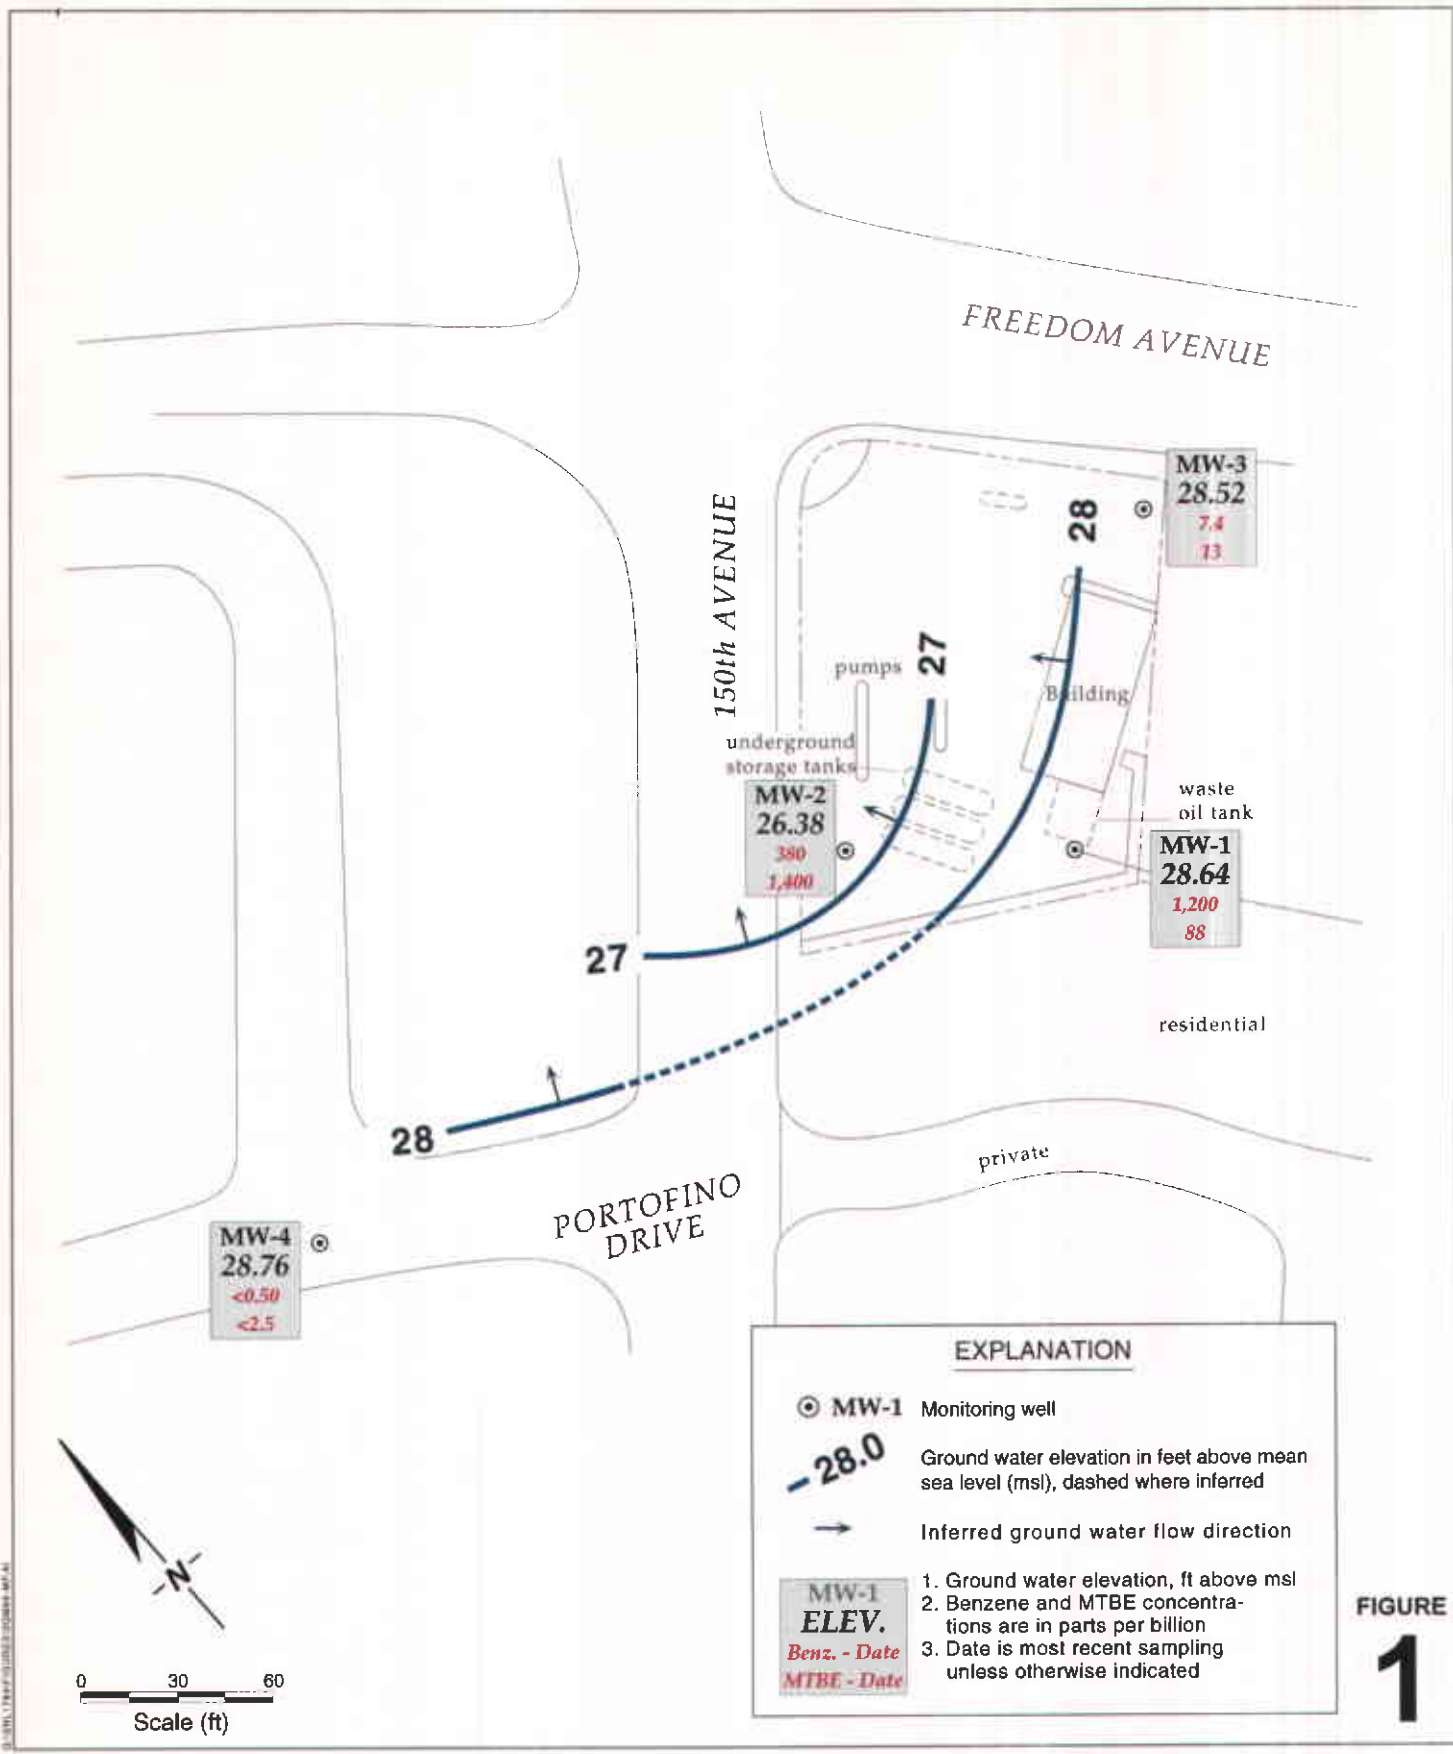 FREEDOM AVENUE
MW-3
28.52
7.4
13
28
150th AVENUE
27
pumps
Building
underground
storage tanks
MW-2
26.38
380
1,400
waste
oil tank
MW-1
28.64
1,200
88
27
residential
28
private
PORTOFINO
DRIVE
MW-4
28.76
<0.50
<2.5
EXPLANATION
MW-1 Monitoring well
28.0 Ground water elevation in feet above mean
sea level (msl), dashed where inferred
Inferred ground water flow direction
MW-1
ELEV.
Benz. - Date
MTBE - Date
1. Ground water elevation, ft above msl
2. Benzene and MTBE concentra-
tions are in parts per billion
3. Date is most recent sampling
unless otherwise indicated
N
0 30 60
Scale (ft)
FIGURE
1